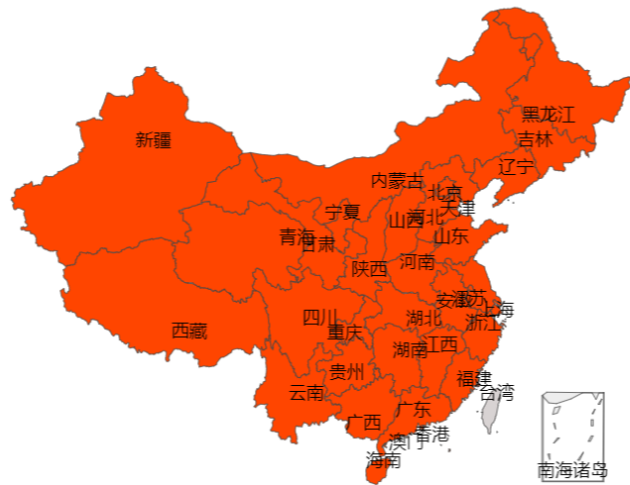 黑龙江
吉林
新疆
辽宁
内蒙古
北京
天津
宁夏
山西
河北
山东
青海
甘肃
河南
陕西
安徽
江苏
上海
四川
湖北
浙江
西藏
重庆
湖南
江西
贵州
福建
云南
台湾
广东
广西
香港
澳门
海南
南海诸岛